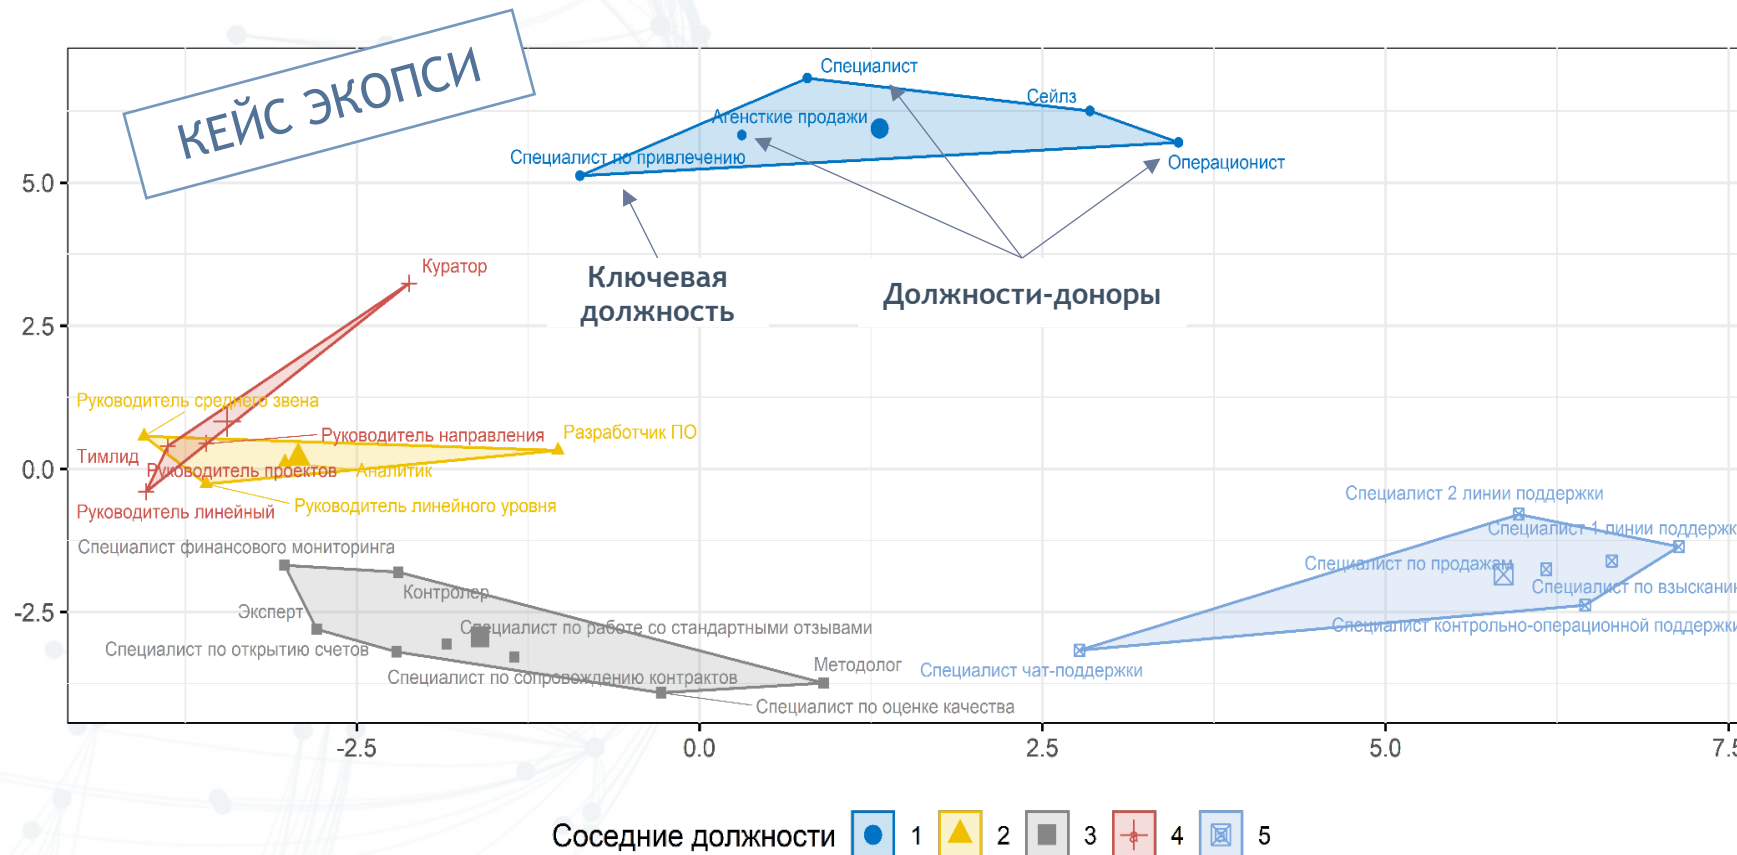 КЕЙС ЭКОПСИ
Специалист
Сейлз
Агенсткие продажи
Специалист по привлечению
Операционист
5.0
Ключевая
должность
Должности-доноры
Куратор
2.5
Руководитель среднего звена
Руководитель направления
Разработчик ПО
Тимлид
0.0
Руководитель проектов
Аналитик
Руководитель линейный
Руководитель линейного уровня
Специалист 2 линии поддержки
Специалист 1 линии поддержк
Специалист финансового мониторинга
Специалист по продажам
Контролер
Специалист по взыскани
-2.5
Эксперт
Специалист по работе со стандартными отзывами
Специалист контрольно-операционной поддержки
Специалист по открытию счетов
Методолог
Специалист чат-поддержки
Специалист по сопровождению контрактов
Специалист по оценке качества
-2.5 0.0 2.5 5.0 7.5
Соседние должности 1 2 3 4 5